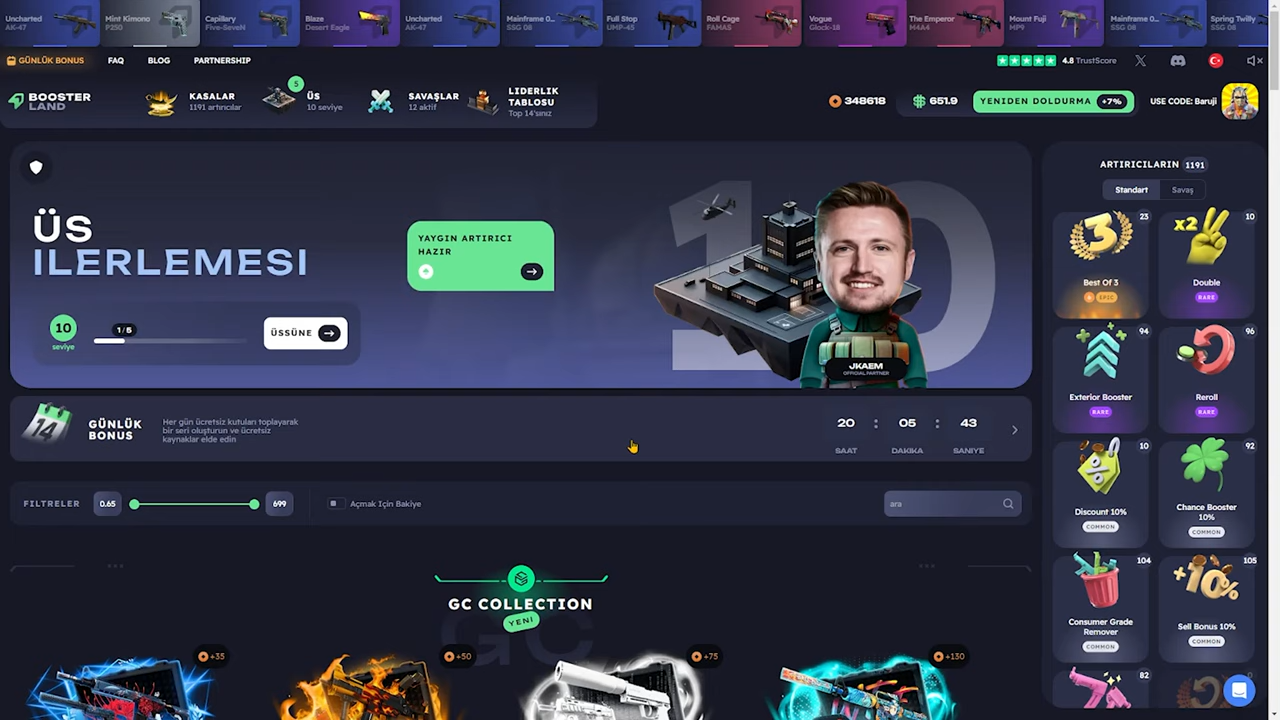 Uncharted
AK-47
Mint Kimono
P250
Capillary
Five-SeveN
Blaze
Desert Eagle
Uncharted
AK-47
Mainframe 0...
SSG 08
Full Stop
UMP-45
Roll Cage
FAMAS
Vogue
Glock-18
The Emperor
M4A4
Mount Fuji
MP9
Mainframe 0...
SSG 08
Spring Twilly
SSG 08
GÜNLÜK BONUS
FAQ
BLOG
PARTNERSHIP
4.8 TrustScore
BOOSTER
LAND
KASALAR
1191 artırıcılar
5
ÜS
10 seviye
SAVAŞLAR
12 aktif
LIDERLIK
TABLOSU
Top 14'sınız
348618
651.9
YENIDEN DOLDURMA +7%
USE CODE: Baruji
ÜS
ILERLEMESI
10
seviye
1/5
ÜSSÜNE
YAYGIN ARTIRICI
HAZIR
10
JKAEM
OFFICIAL PARTNER
14
GÜNLÜK
BONUS
Her gün ücretsiz kutuları toplayarak
bir seri oluşturun ve ücretsiz
kaynaklar elde edin
20 : 05 : 43
SAAT DAKIKA SANIYE
FILTRELER
0.65
699
Açmak Için Bakiye
ara
GC COLLECTION
YENI
GC
+35
+50
+75
+130
ARTIRICILARIN 1191
Standart
Savaş
3
23
Best Of 3
EPIC
x2
10
Double
RARE
94
Exterior Booster
RARE
96
Reroll
RARE
%
10
Discount 10%
COMMON
92
Chance Booster
10%
COMMON
104
Consumer Grade
Remover
COMMON
+10%
105
Sell Bonus 10%
COMMON
82